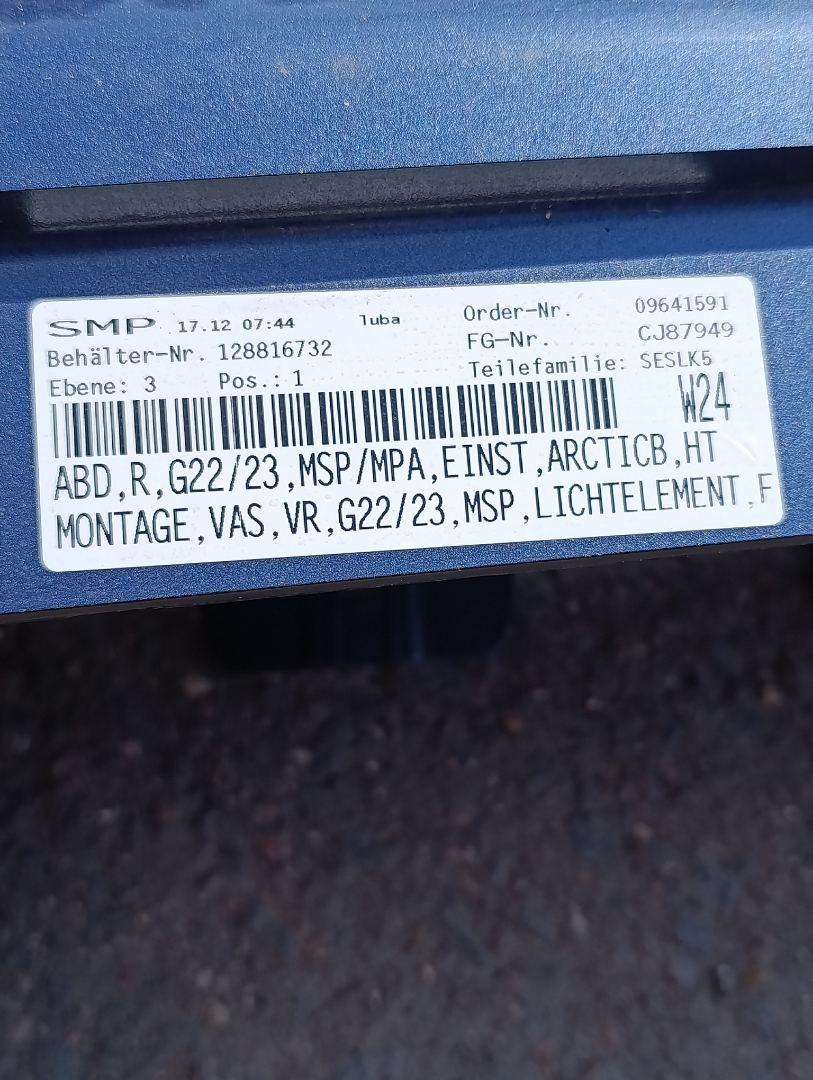 SMP 17.12 07:44 luba Order-Nr. 09641591
Behälter-Nr. 128816732 FG-Nr. CJ87949
Ebene: 3 Pos.: 1 Teilefamilie: SESLK5
W24
ABD,R,G22/23,MSP/MPA,EINST,ARCTICB,HT
MONTAGE,VAS,VR,G22/23,MSP,LICHTELEMENT,F